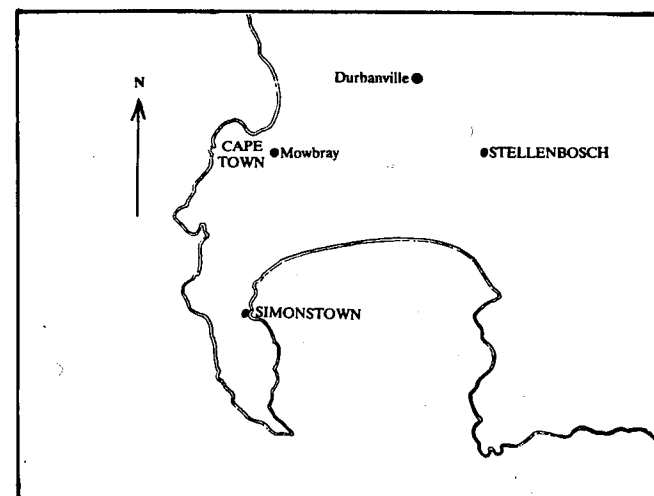 Durbanville
N
CAPE
TOWN
Mowbray
STELLENBOSCH
SIMONSTOWN